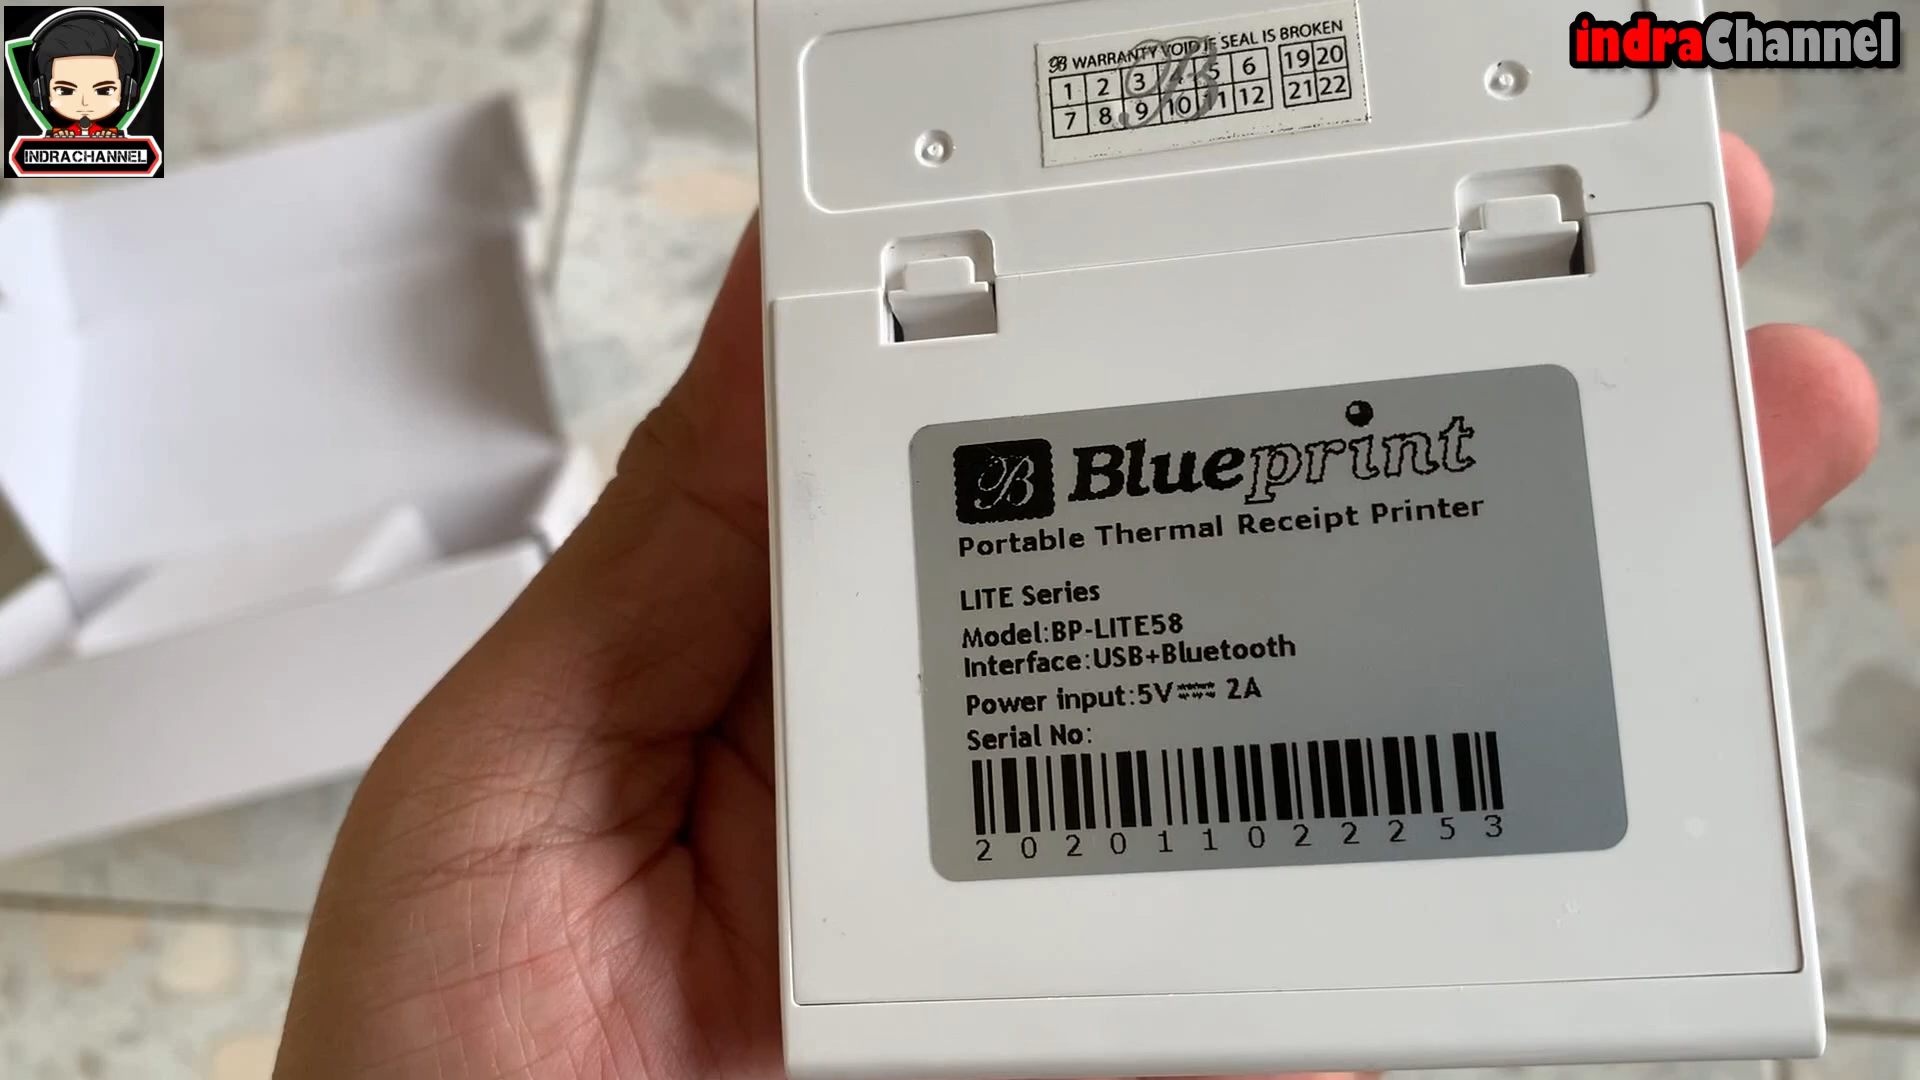 INDRA CHANNEL
indraChannel
B WARRANTY VOID IF SEAL IS BROKEN
1 2 3 4 5 6 19 20
7 8 9 10 11 12 21 22
B Blueprint
Portable Thermal Receipt Printer
LITE Series
Model:BP-LITE58
Interface:USB+Bluetooth
Power input:5V⎓ 2A
Serial No:
202011022253